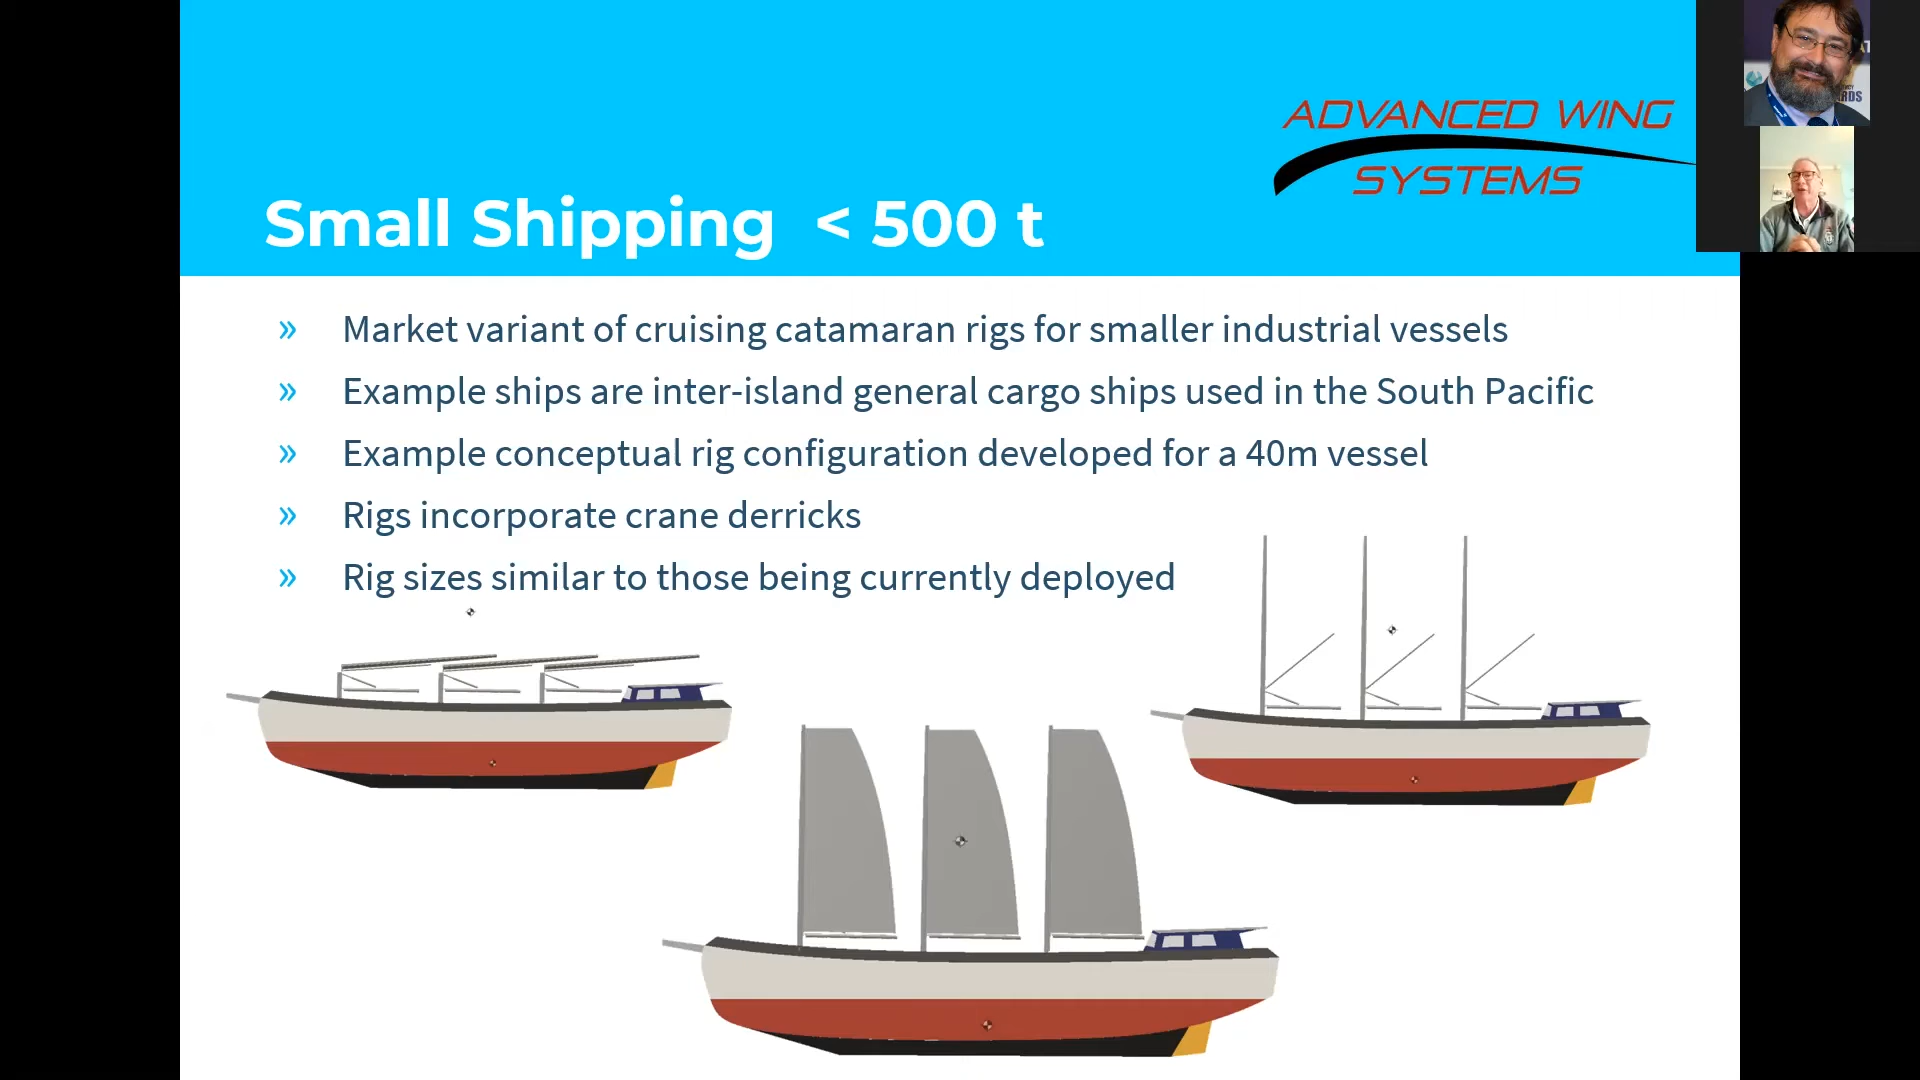 ADVANCED WING
SYSTEMS
Small Shipping < 500 t
» Market variant of cruising catamaran rigs for smaller industrial vessels
» Example ships are inter-island general cargo ships used in the South Pacific
» Example conceptual rig configuration developed for a 40m vessel
» Rigs incorporate crane derricks
» Rig sizes similar to those being currently deployed